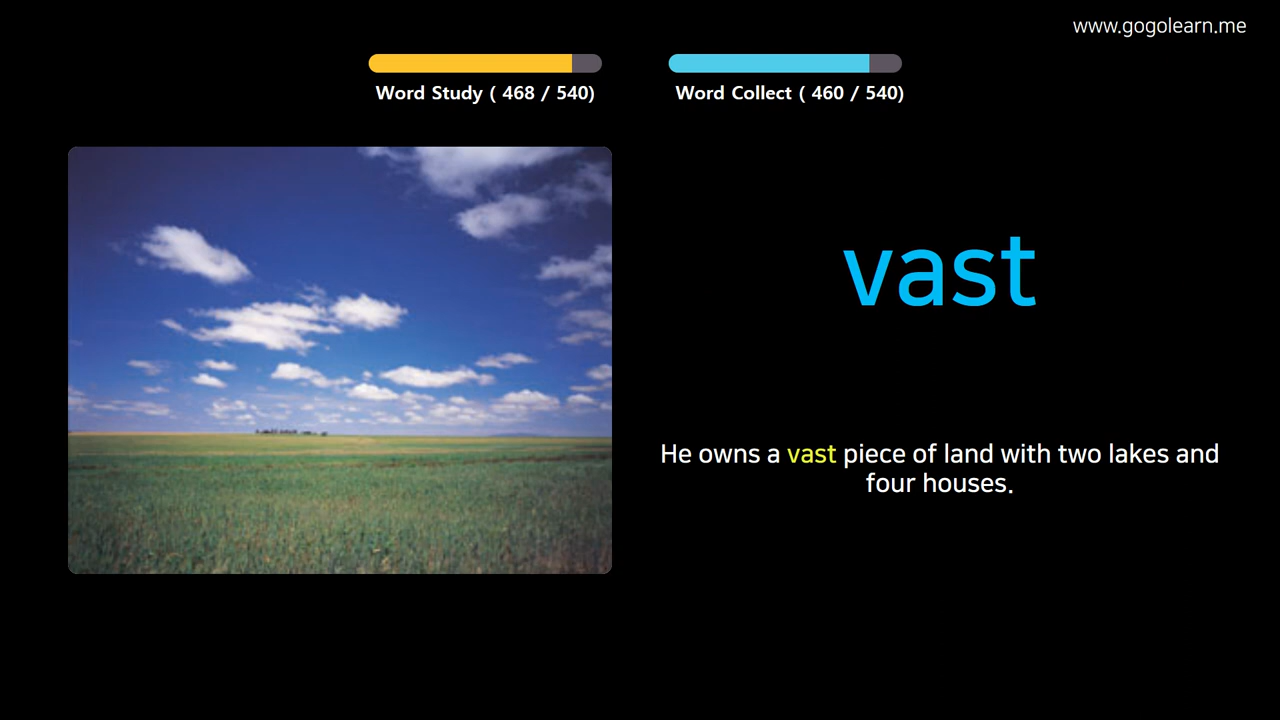 www.gogolearn.me
Word Study ( 468 / 540)
Word Collect ( 460 / 540)
vast
He owns a vast piece of land with two lakes and
four houses.